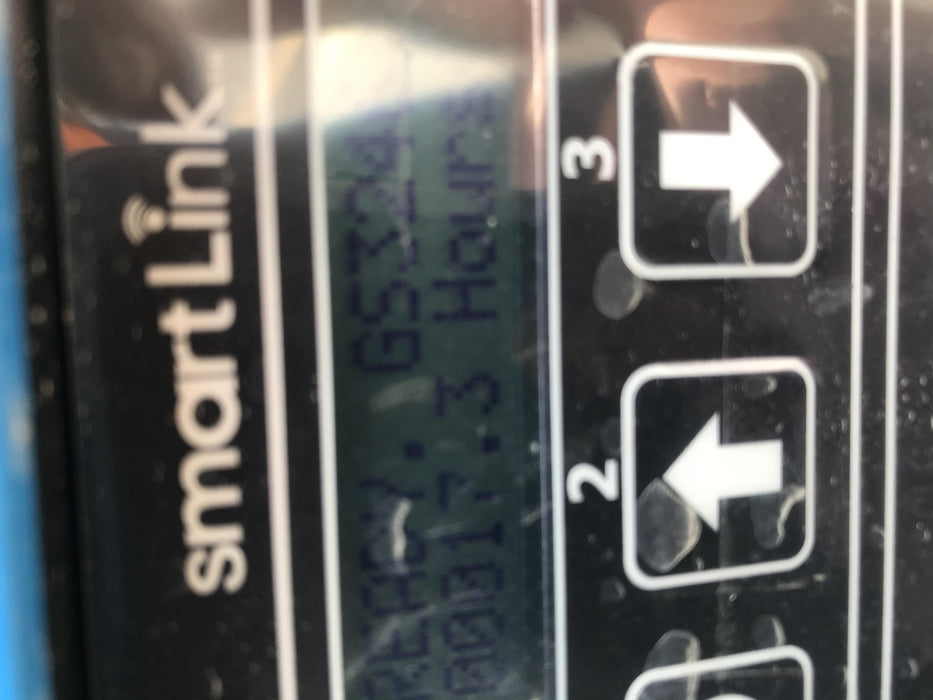 smartLink
READY. GS324
00017.3 Hours
2
3